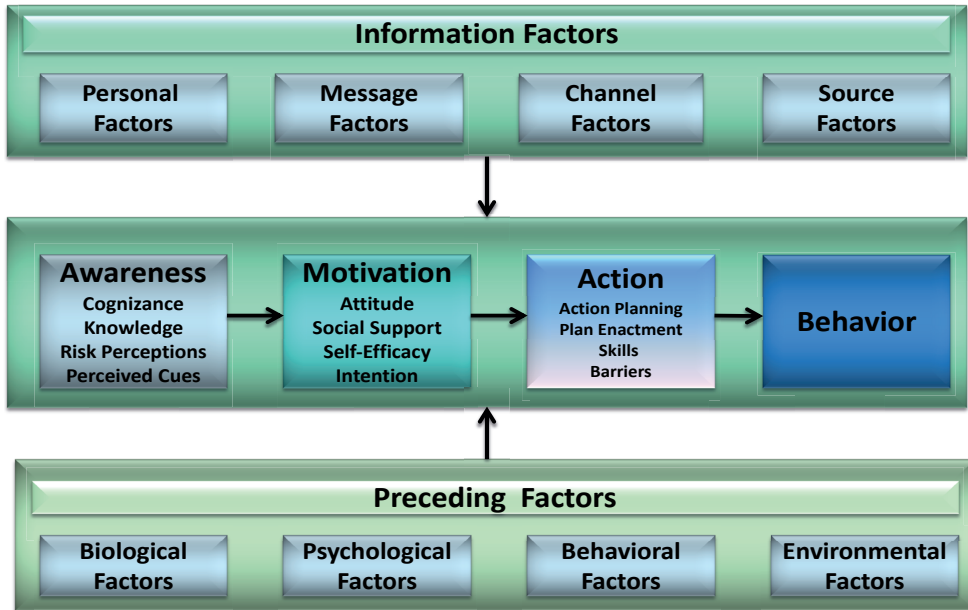 Information Factors
Personal
Factors
Message
Factors
Channel
Factors
Source
Factors
Awareness
Cognizance
Knowledge
Risk Perceptions
Perceived Cues
Motivation
Attitude
Social Support
Self-Efficacy
Intention
Action
Action Planning
Plan Enactment
Skills
Barriers
Behavior
Preceding Factors
Biological
Factors
Psychological
Factors
Behavioral
Factors
Environmental
Factors